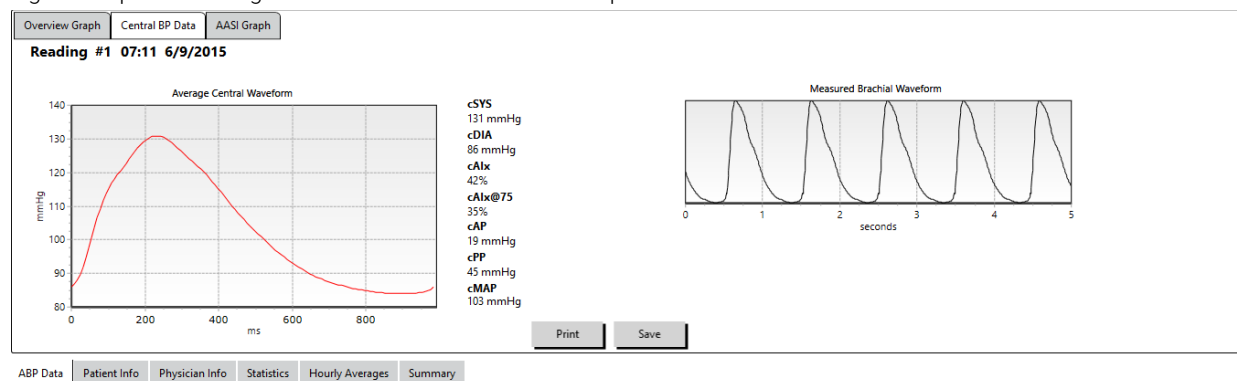 Overview Graph Central BP Data AASI Graph
Reading #1 07:11 6/9/2015
Average Central Waveform
140
130
120
110
100
90
80
mmHg
0 200 400 600 800
ms
cSYS
131 mmHg
cDIA
86 mmHg
cAIx
42%
cAIx@75
35%
cAP
19 mmHg
cPP
45 mmHg
cMAP
103 mmHg
Measured Brachial Waveform
0 1 2 3 4 5
seconds
Print Save
ABP Data Patient Info Physician Info Statistics Hourly Averages Summary